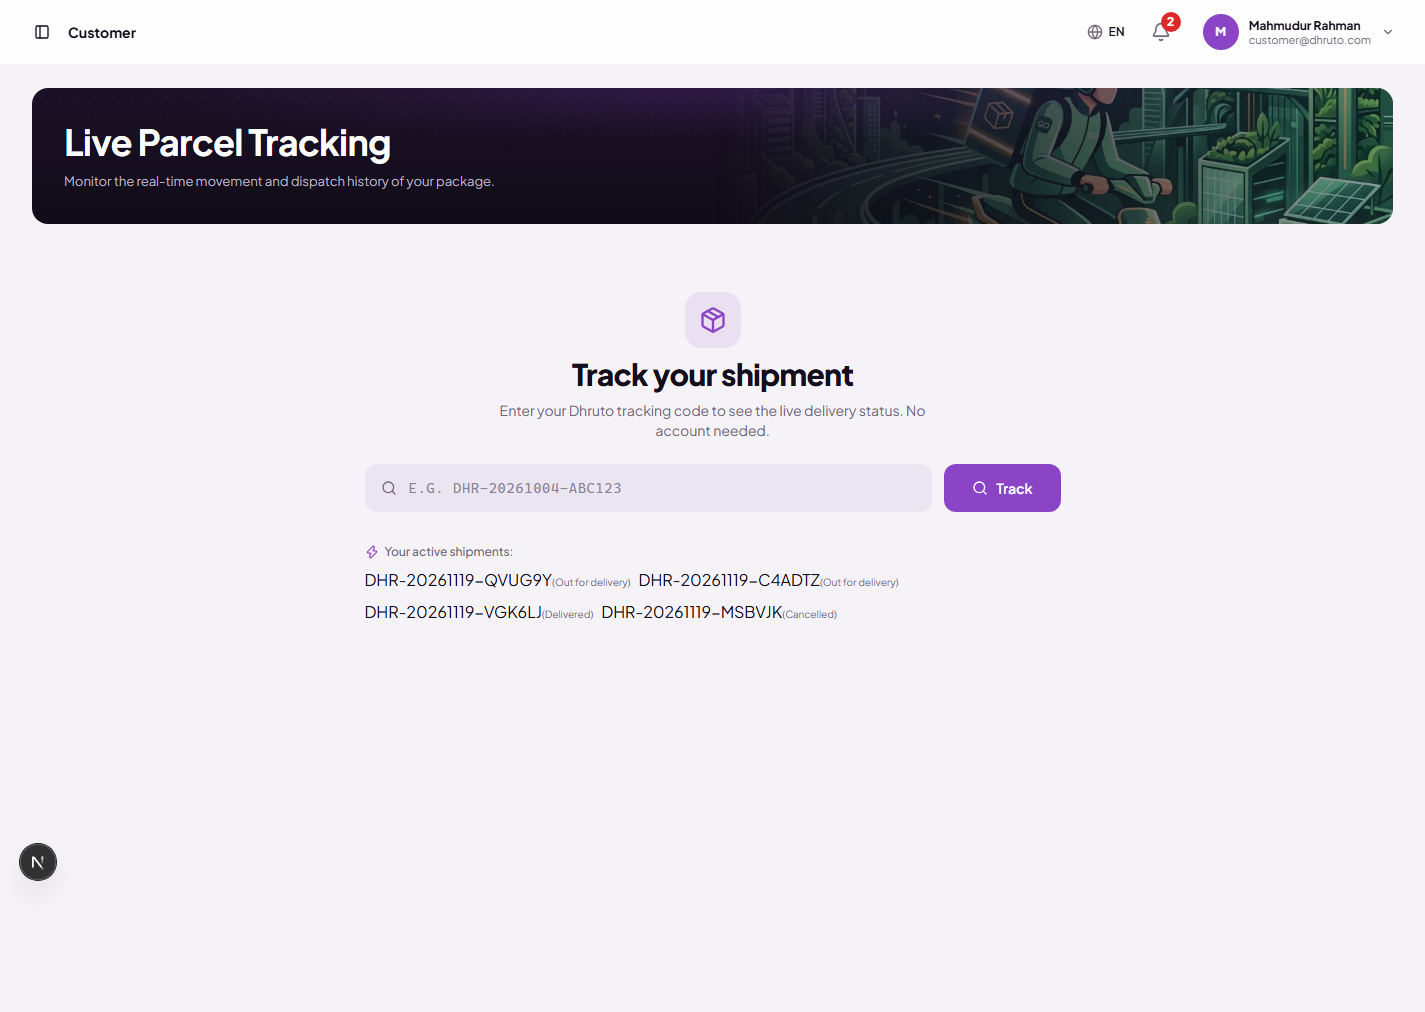 Customer
EN
2
M
Mahmudur Rahman
customer@dhruto.com
Live Parcel Tracking
Monitor the real-time movement and dispatch history of your package.
GO
Track your shipment
Enter your Dhruto tracking code to see the live delivery status. No
account needed.
E.G. DHR-20261004-ABC123
Track
Your active shipments:
DHR-20261119-QVUG9Y(Out for delivery) DHR-20261119-C4ADTZ(Out for delivery)
DHR-20261119-VGK6LJ(Delivered) DHR-20261119-MSBVJK(Cancelled)
N